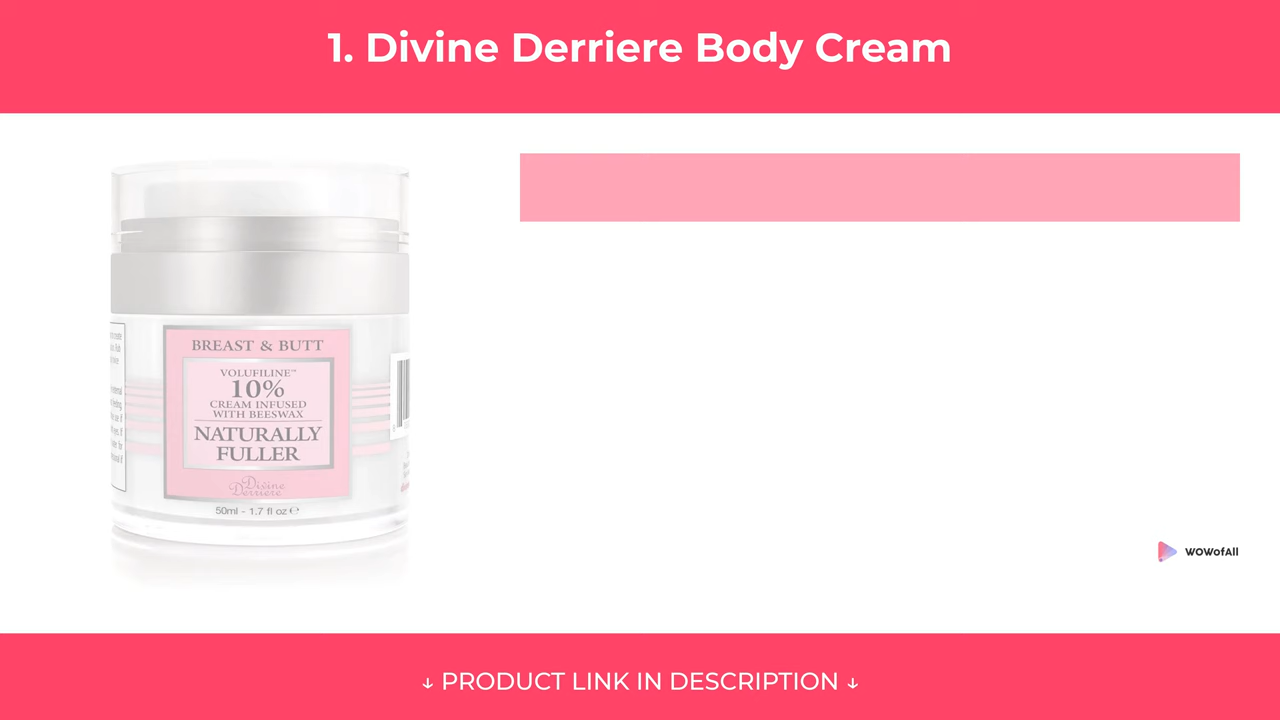 1. Divine Derriere Body Cream
BREAST & BUTT
VOLUFILINE™
10%
CREAM INFUSED
WITH BEESWAX
NATURALLY
FULLER
Divine
Derriere
50ml - 1.7 fl oz ℮
WOWofAll
↓ PRODUCT LINK IN DESCRIPTION ↓